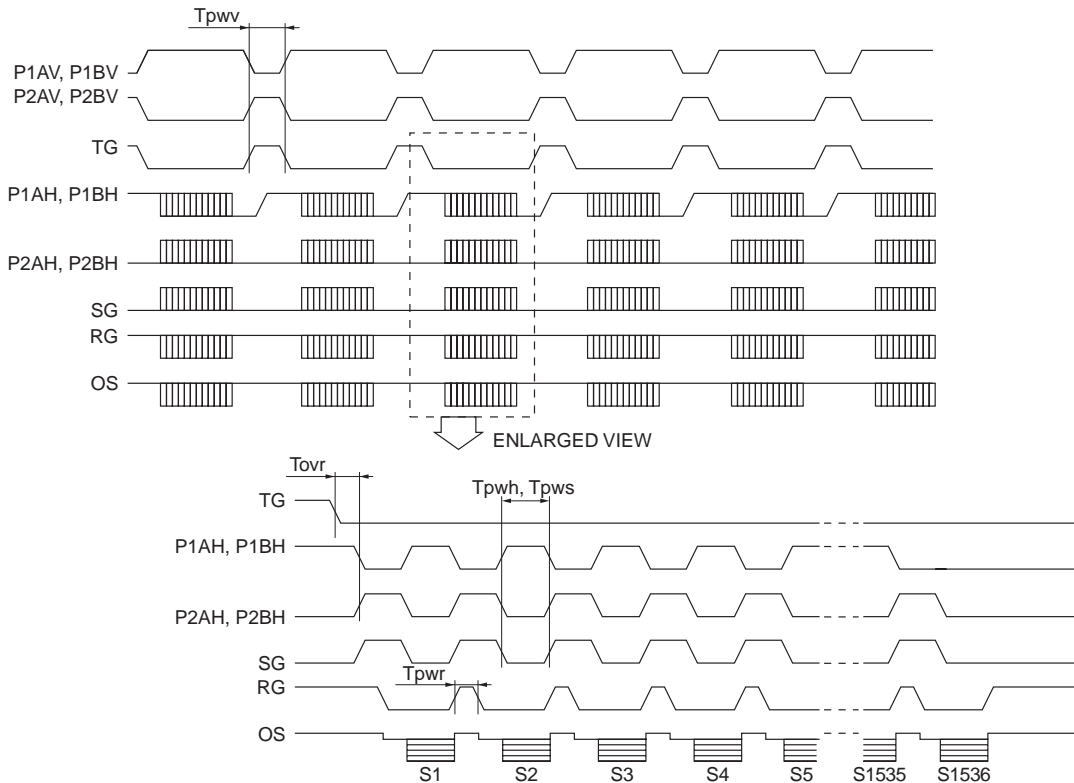 Tpwv
P1AV, P1BV
P2AV, P2BV
TG
P1AH, P1BH
P2AH, P2BH
SG
RG
OS
ENLARGED VIEW
Tovr
Tpwh, Tpws
TG
P1AH, P1BH
P2AH, P2BH
SG
Tpwr
RG
OS
S1 S2 S3 S4 S5 S1535 S1536